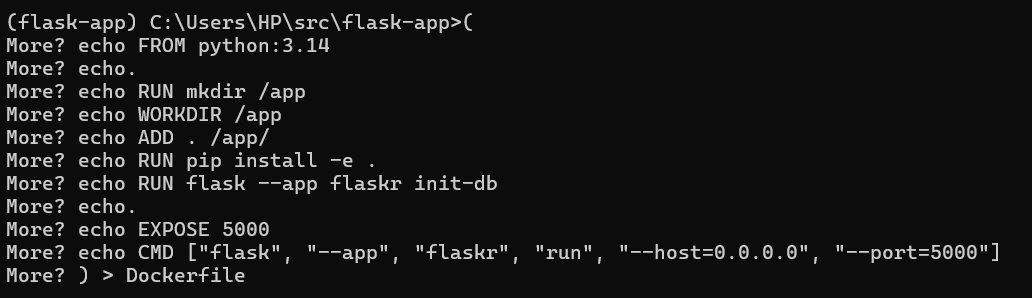 (flask-app) C:\Users\HP\src\flask-app>(
More? echo FROM python:3.14
More? echo.
More? echo RUN mkdir /app
More? echo WORKDIR /app
More? echo ADD . /app/
More? echo RUN pip install -e .
More? echo RUN flask --app flaskr init-db
More? echo.
More? echo EXPOSE 5000
More? echo CMD ["flask", "--app", "flaskr", "run", "--host=0.0.0.0", "--port=5000"]
More? ) > Dockerfile